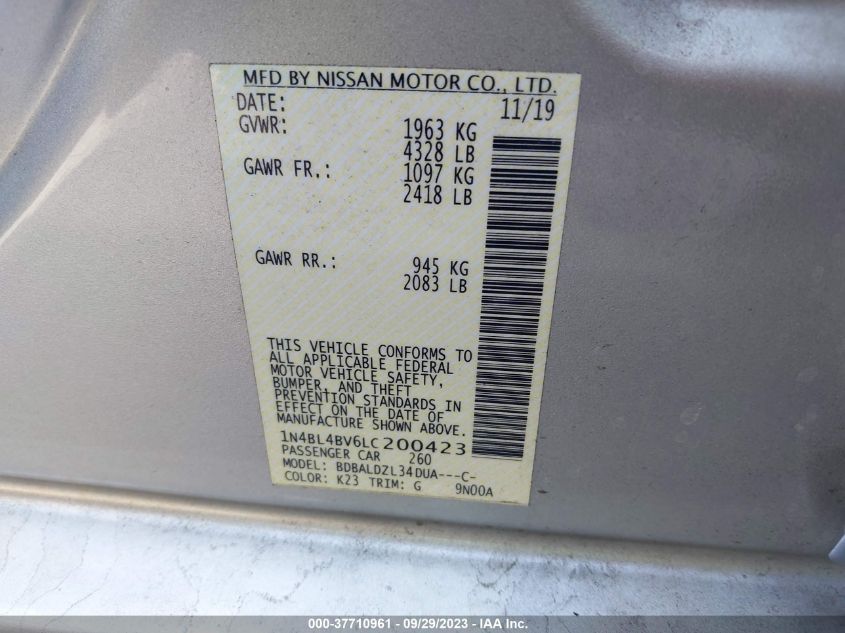 MFD BY NISSAN MOTOR CO., LTD.
DATE: 11/19
GVWR: 1963 KG
4328 LB
GAWR FR.: 1097 KG
2418 LB
GAWR RR.: 945 KG
2083 LB
THIS VEHICLE CONFORMS TO
ALL APPLICABLE FEDERAL
MOTOR VEHICLE SAFETY,
BUMPER, AND THEFT
PREVENTION STANDARDS IN
EFFECT ON THE DATE OF
MANUFACTURE SHOWN ABOVE.
1N4BL4BV6LC200423
PASSENGER CAR 260
MODEL: BDBALDZL34DUA---C-
COLOR: K23 TRIM: G 9N00A
000-37710961 - 09/29/2023 - IAA Inc.